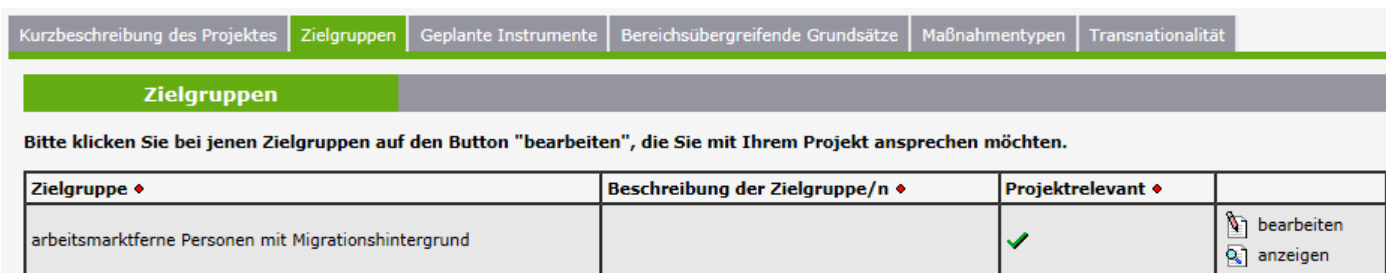 Kurzbeschreibung des Projektes Zielgruppen Geplante Instrumente Bereichsübergreifende Grundsätze Maßnahmentypen Transnationalität
Zielgruppen
Bitte klicken Sie bei jenen Zielgruppen auf den Button "bearbeiten", die Sie mit Ihrem Projekt ansprechen möchten.
Zielgruppe Beschreibung der Zielgruppe/n Projektrelevant
arbeitsmarktferne Personen mit Migrationshintergrund
bearbeiten
anzeigen